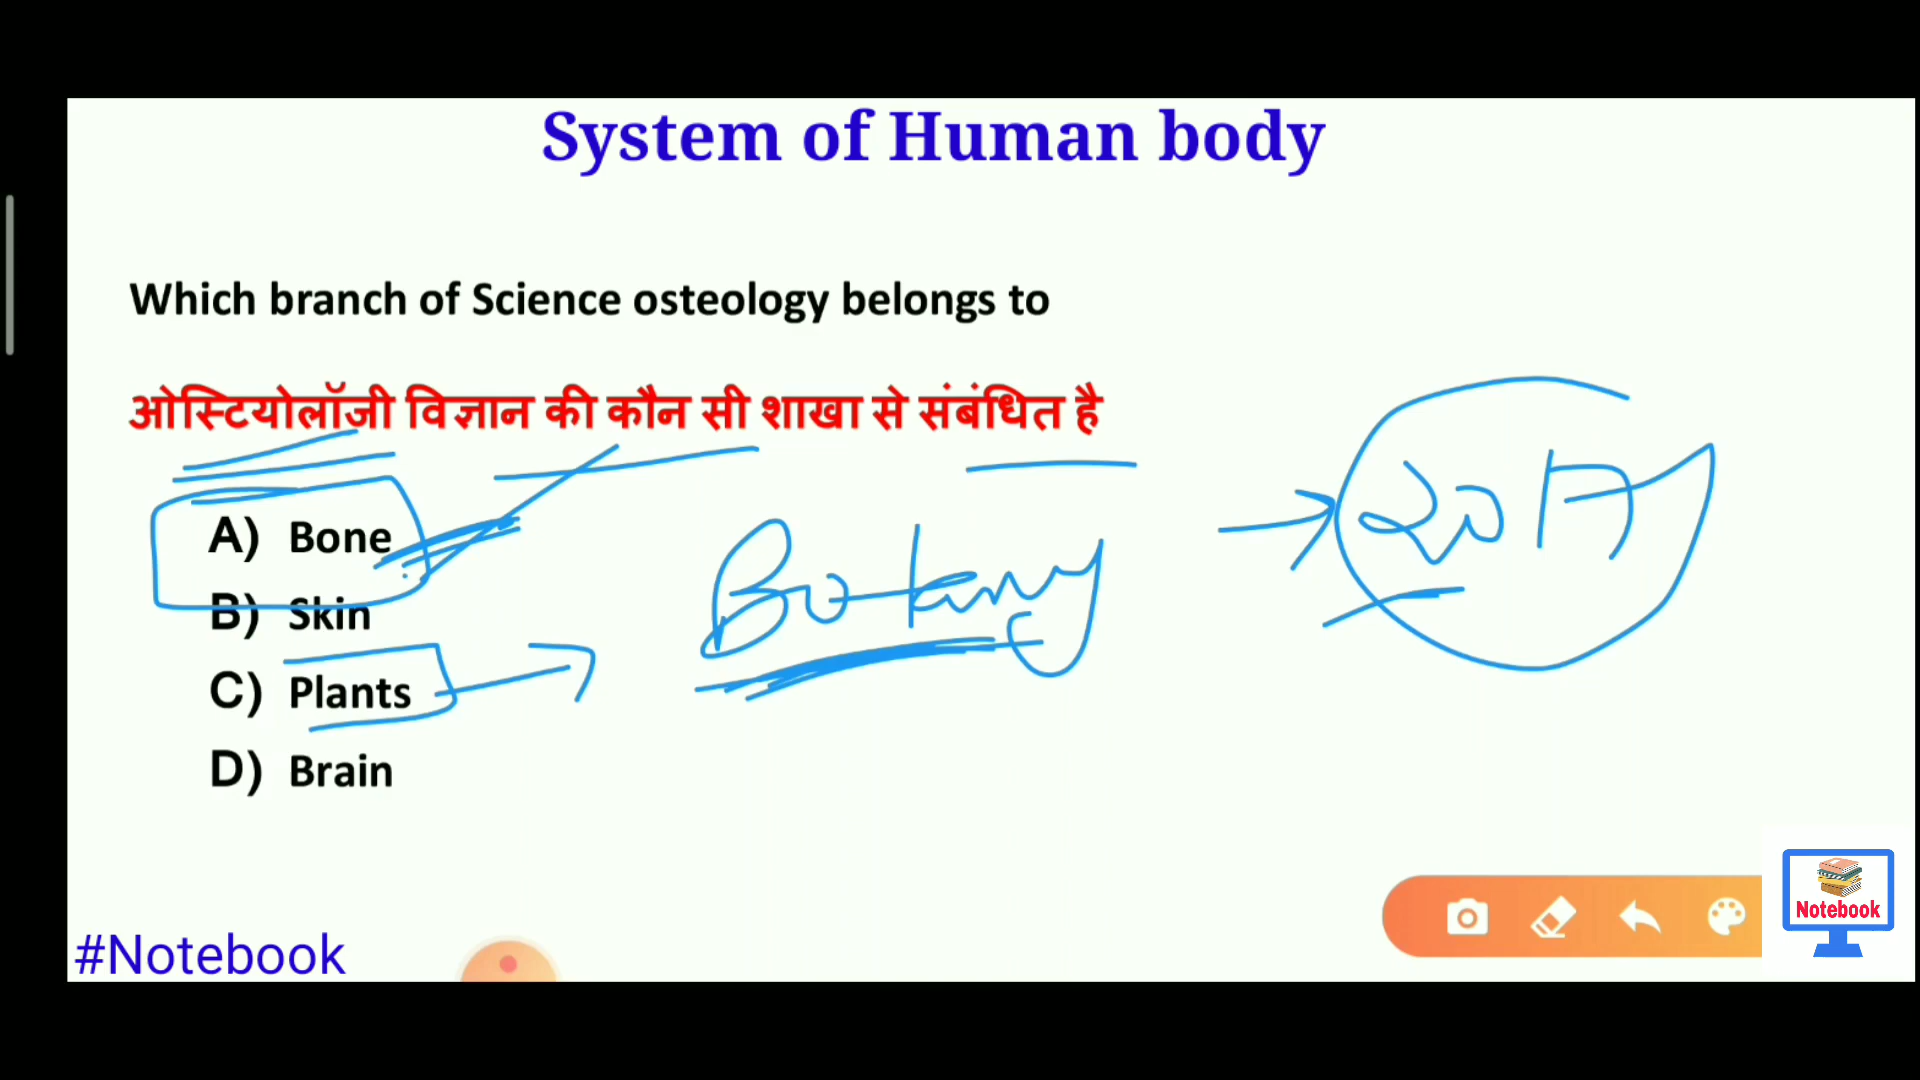 System of Human body
Which branch of Science osteology belongs to
ओस्टियोलॉजी विज्ञान की कौन सी शाखा से संबंधित है
A) Bone
B) Skin
C) Plants
D) Brain
Botany
2017
#Notebook
Notebook